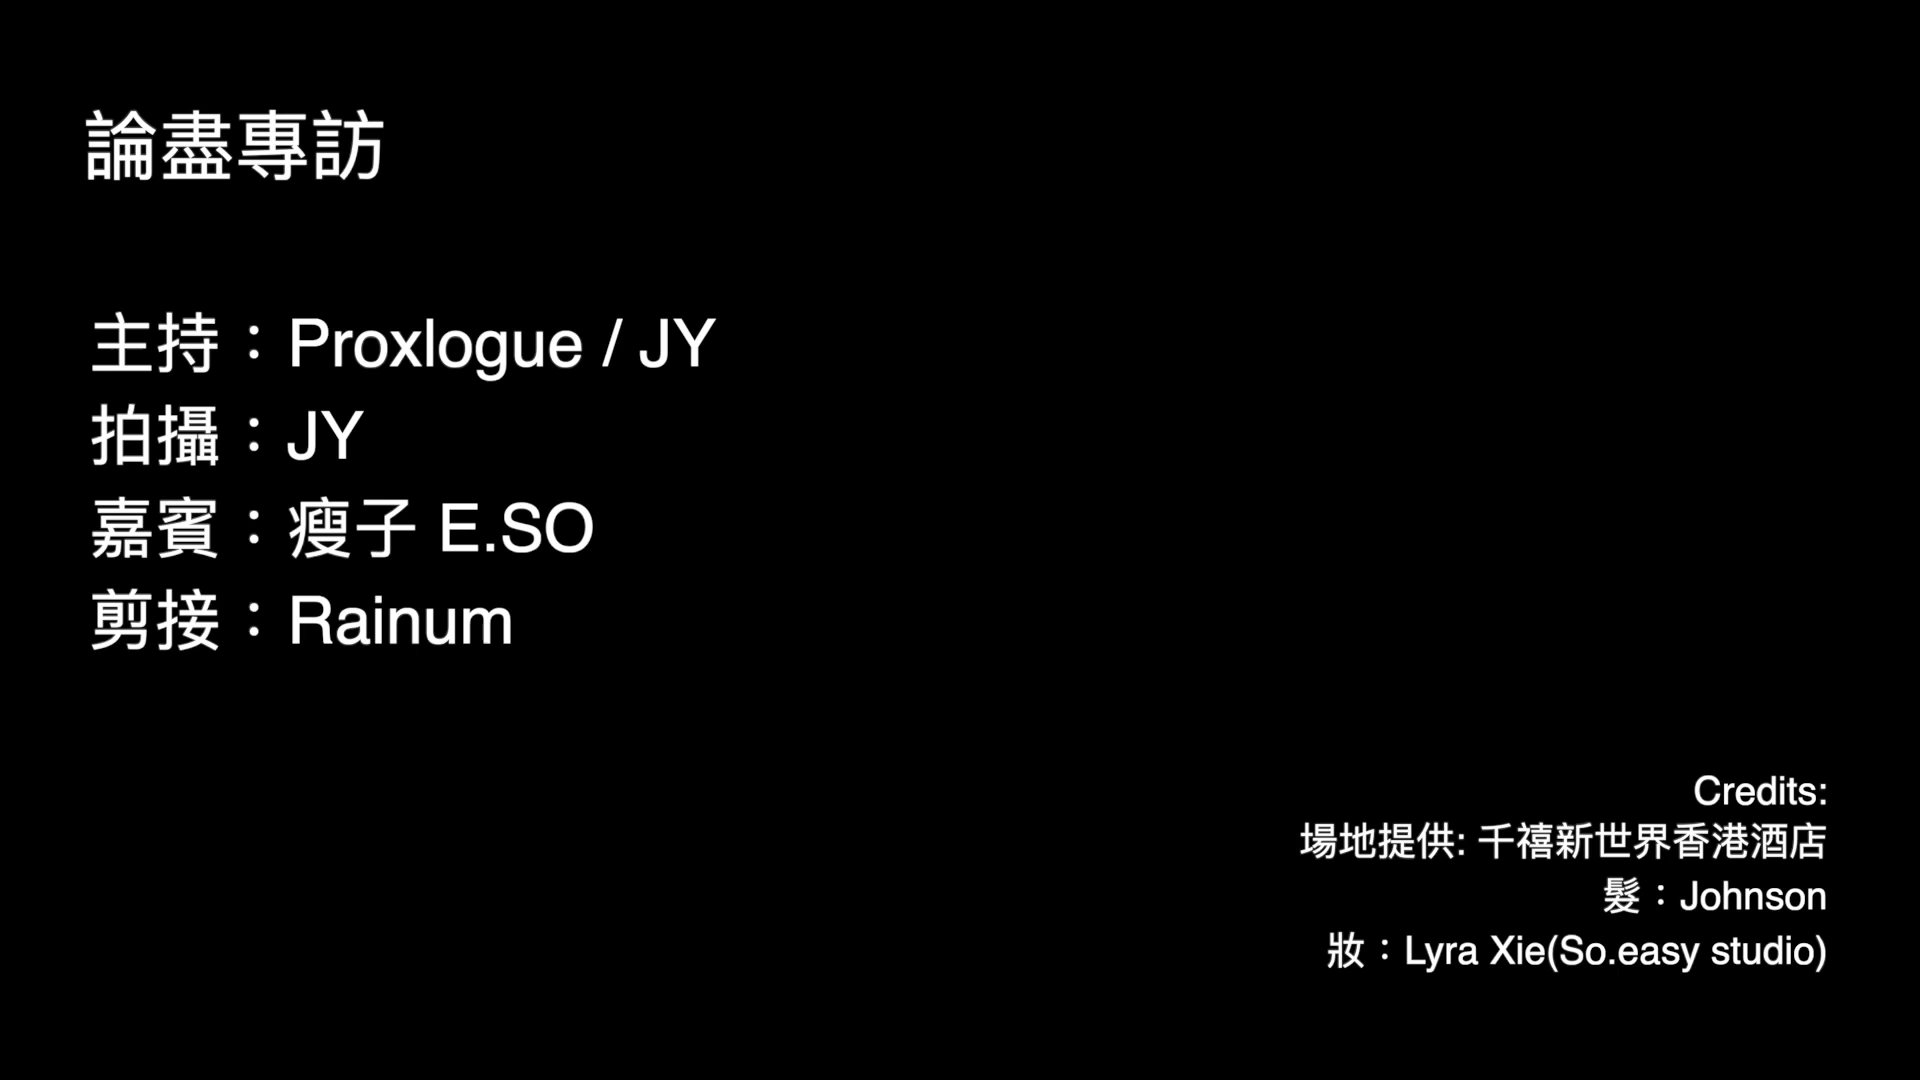 論盡專訪
主持：Proxlogue / JY
拍攝：JY
嘉賓：瘦子 E.SO
剪接：Rainum
Credits:
場地提供: 千禧新世界香港酒店
髮：Johnson
妝：Lyra Xie(So.easy studio)